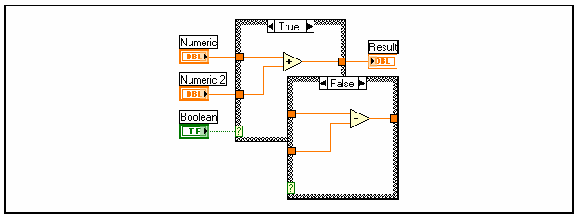 True
Numeric
DBL
+
Result
DBL
Numeric 2
DBL
False
Boolean
TF
?
-
?